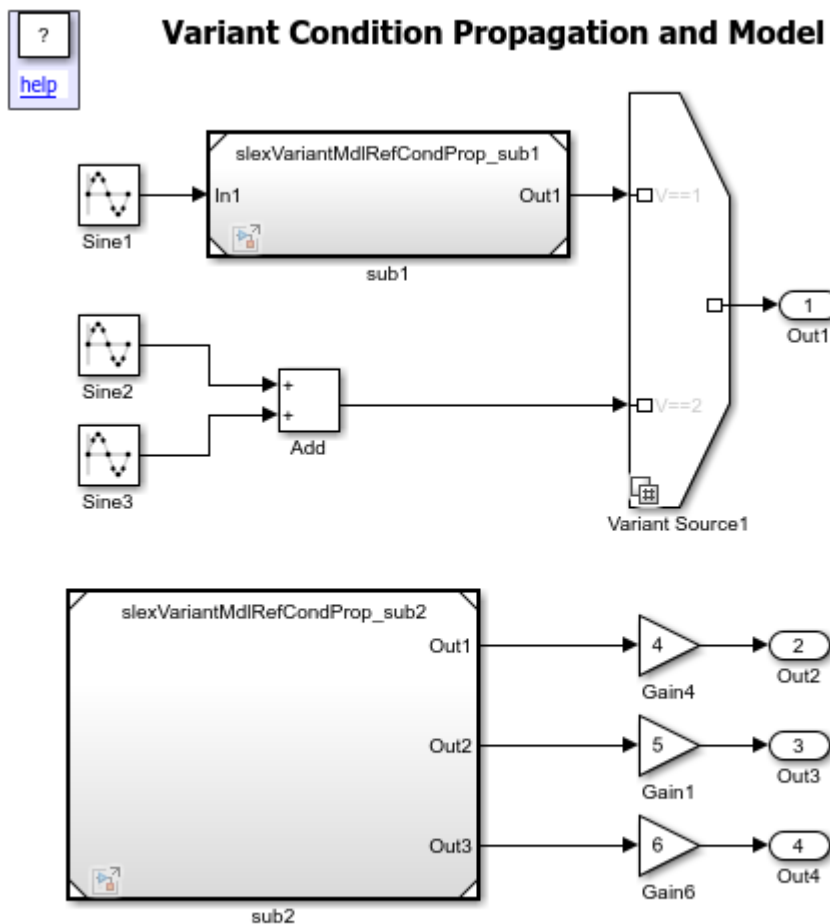 ?
help
Variant Condition Propagation and Model
slexVariantMdlRefCondProp_sub1
In1
Out1
sub1
Sine1
V==1
1
Out1
Sine2
+
+
Add
V==2
Sine3
Variant Source1
slexVariantMdlRefCondProp_sub2
Out1
4
Gain4
2
Out2
Out2
5
Gain1
3
Out3
Out3
6
Gain6
4
Out4
sub2